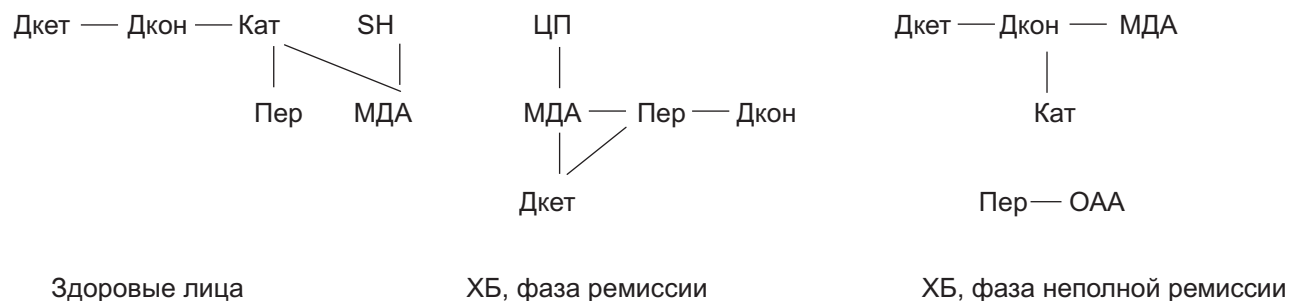 Дкет Дкон Кат SH ЦП Дкет Дкон МДА
Пер МДА МДА Пер Дкон Кат
Дкет Пер ОАА
Здоровые лица ХБ, фаза ремиссии ХБ, фаза неполной ремиссии